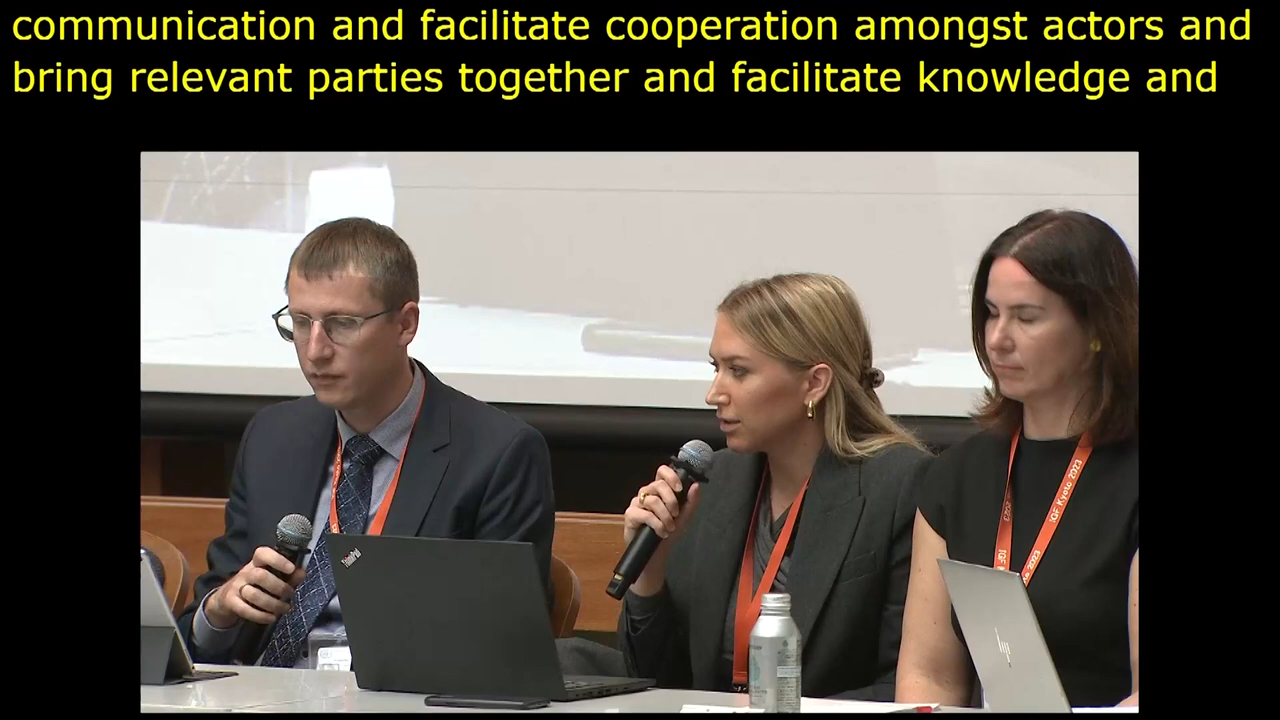 communication and facilitate cooperation amongst actors and
bring relevant parties together and facilitate knowledge and
ThinkPad
IGF Kyoto 2023
hp